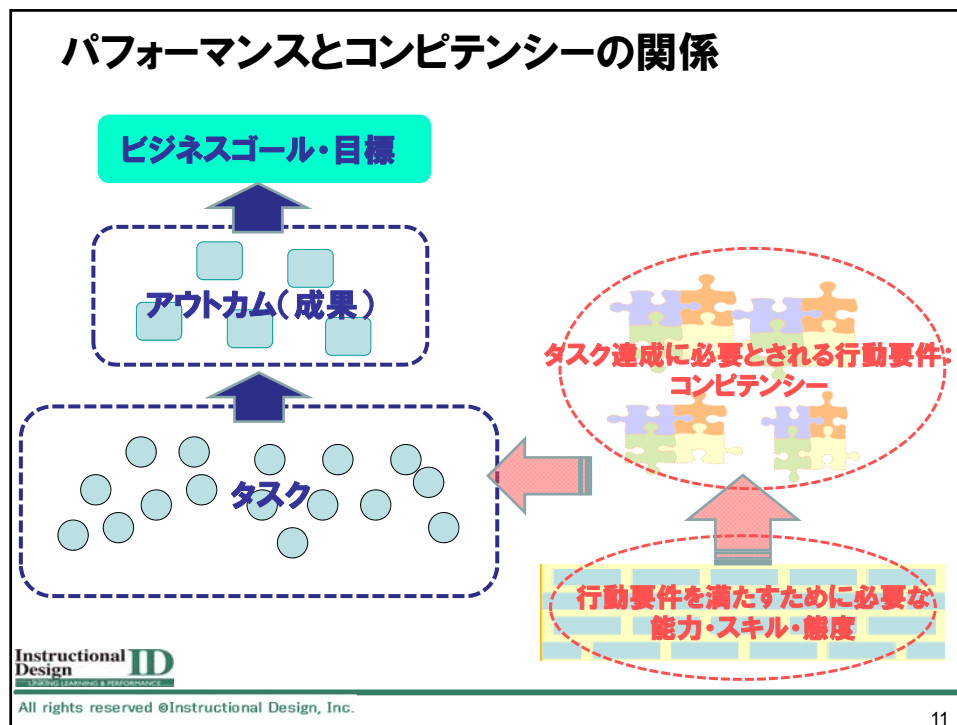 パフォーマンスとコンピテンシーの関係
ビジネスゴール・目標
アウトカム(成果)
タスク
タスク達成に必要とされる行動要件:
コンピテンシー
行動要件を満たすために必要な
能力・スキル・態度
Instructional
Design
ID
LINKING LEARNING & PERFORMANCE
All rights reserved ©Instructional Design, Inc.
11